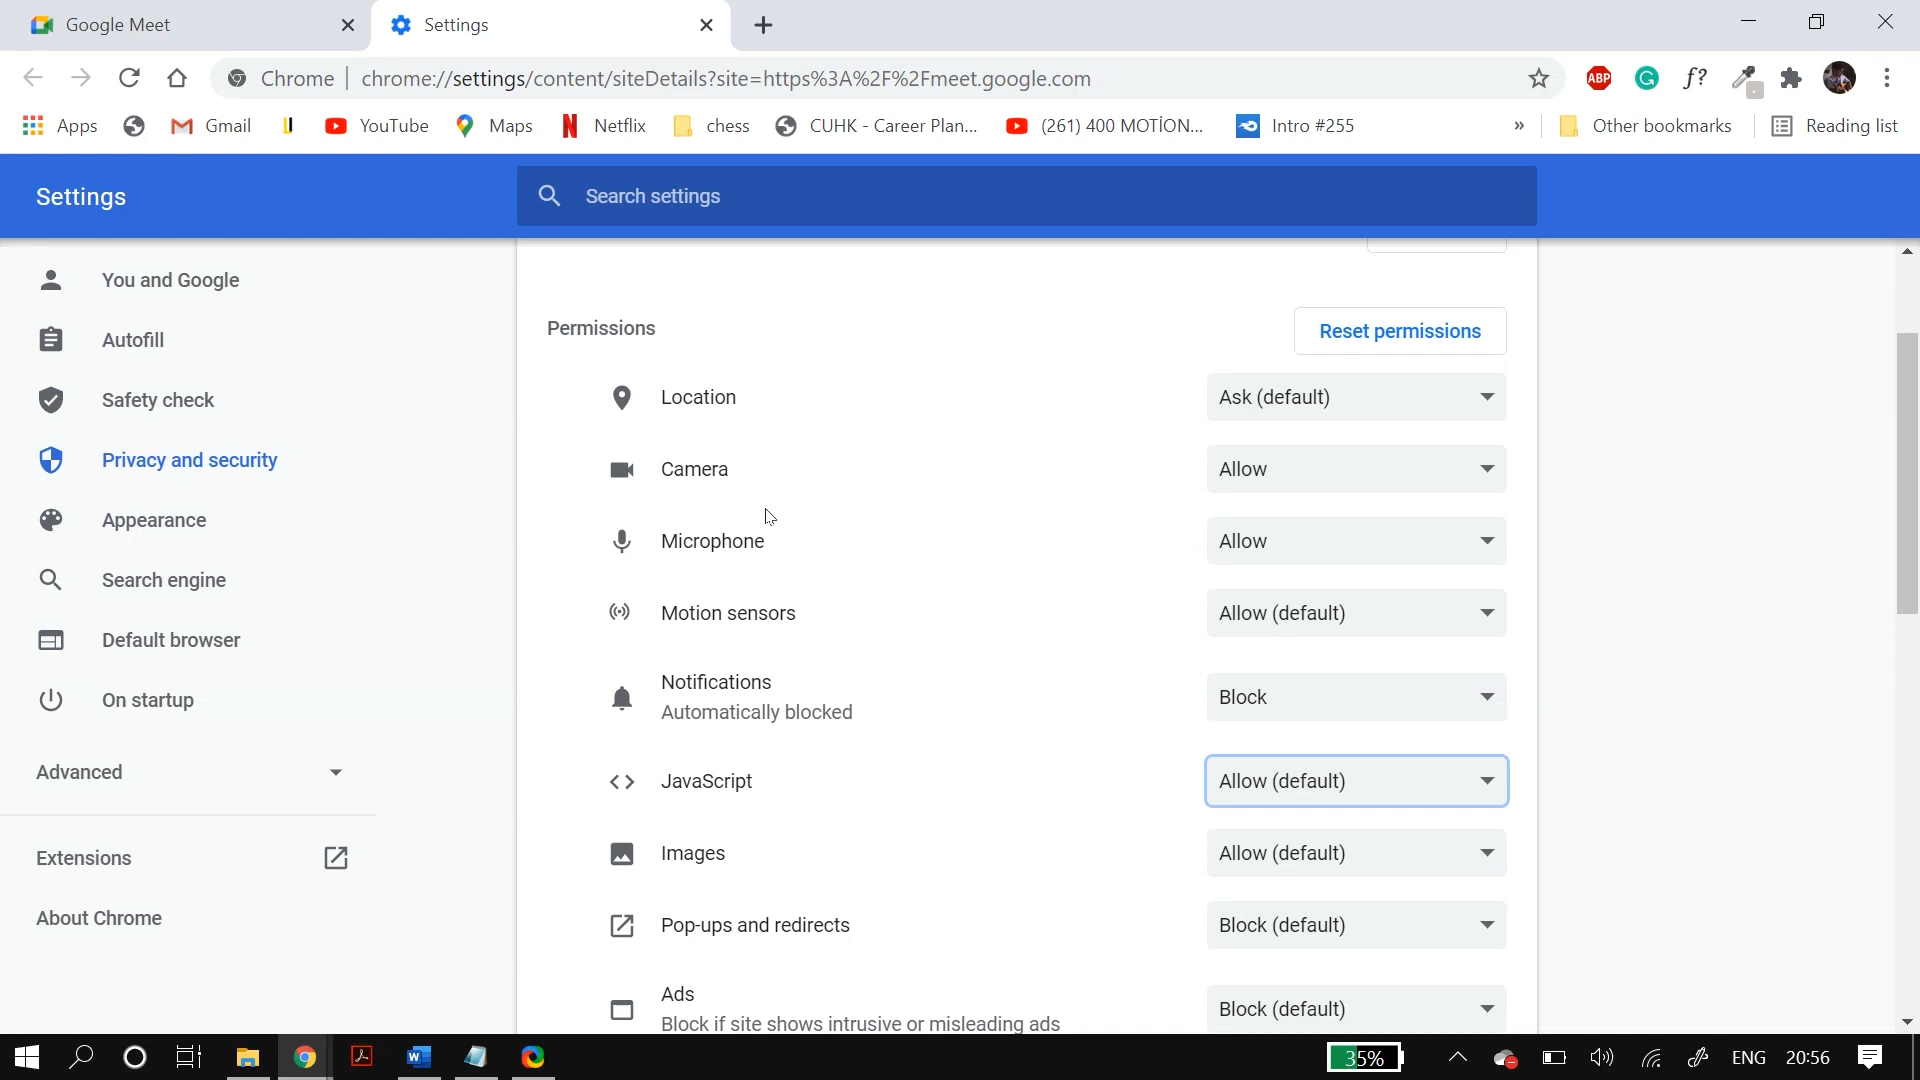 Google Meet
Settings
Chrome | chrome://settings/content/siteDetails?site=https%3A%2F%2Fmeet.google.com
ABP
G
f?
Apps
Gmail
YouTube
Maps
Netflix
chess
CUHK - Career Plan...
(261) 400 MOTİON...
Intro #255
»
Other bookmarks
Reading list
Settings
Search settings
You and Google
Autofill
Safety check
Privacy and security
Appearance
Search engine
Default browser
On startup
Advanced
Extensions
About Chrome
Permissions
Reset permissions
Location
Ask (default)
Camera
Allow
Microphone
Allow
Motion sensors
Allow (default)
Notifications
Automatically blocked
Block
JavaScript
Allow (default)
Images
Allow (default)
Pop-ups and redirects
Block (default)
Ads
Block if site shows intrusive or misleading ads
Block (default)
35%
ENG
20:56